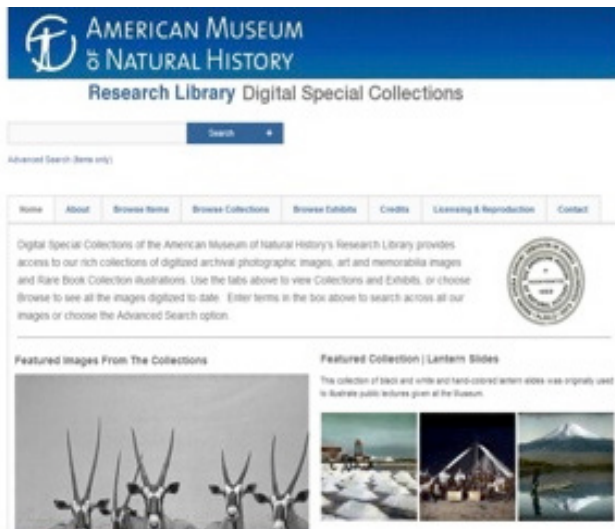 AMERICAN MUSEUM
OF NATURAL HISTORY
Research Library Digital Special Collections
Search +
Advanced Search (items only)
Home About Browse Items Browse Collections Browse Exhibits Credits Licensing & Reproduction Contact
Digital Special Collections of the American Museum of Natural History's Research Library provides
access to our rich collections of digitized archival photographic images, art and memorabilia images
and Rare Book Collection illustrations. Use the tabs above to view Collections and Exhibits, or choose
Browse to see all the images digitized to date. Enter terms in the box above to search across all our
images or choose the Advanced Search option.
Featured Images From The Collections
Featured Collection | Lantern Slides
This collection of black and white and hand-colored lantern slides was originally used
to illustrate public lectures given at the Museum.